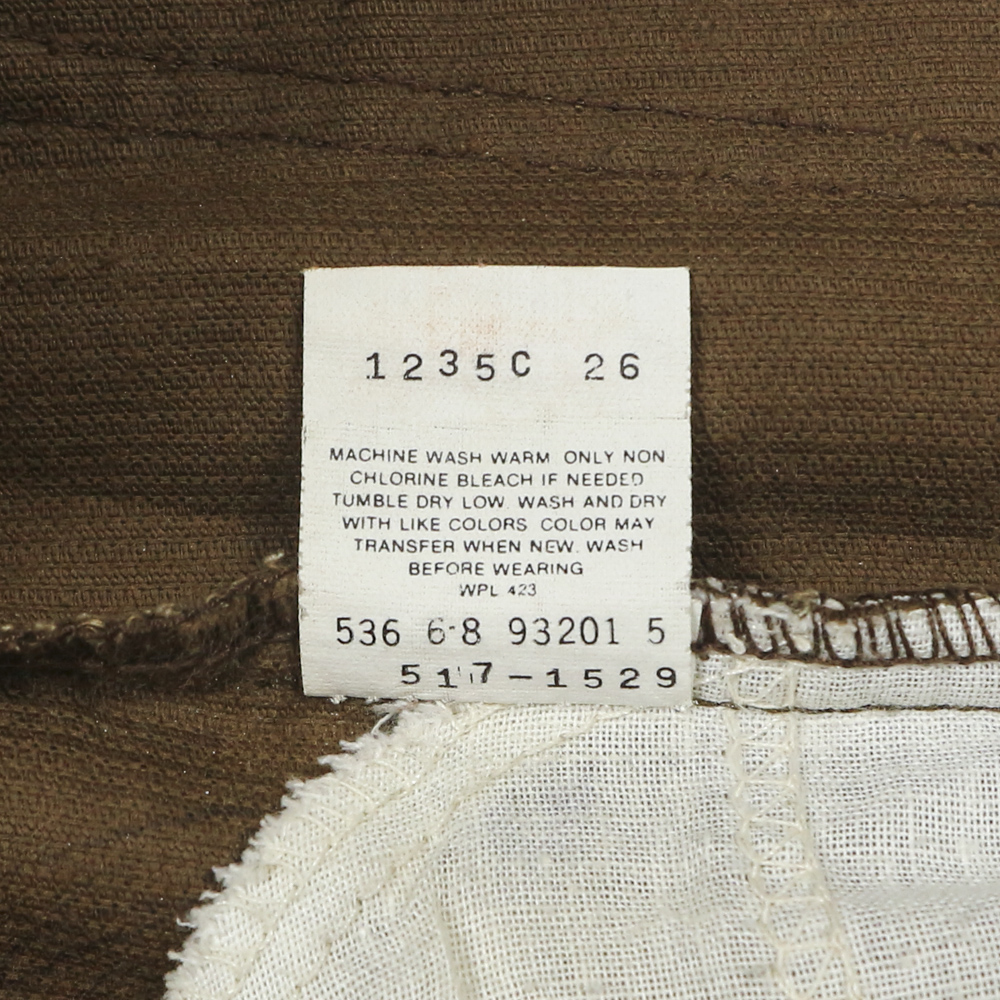 1235C 26
MACHINE WASH WARM ONLY NON
CHLORINE BLEACH IF NEEDED
TUMBLE DRY LOW. WASH AND DRY
WITH LIKE COLORS COLOR MAY
TRANSFER WHEN NEW. WASH
BEFORE WEARING
WPL 423
536 6-8 93201 5
517-1529